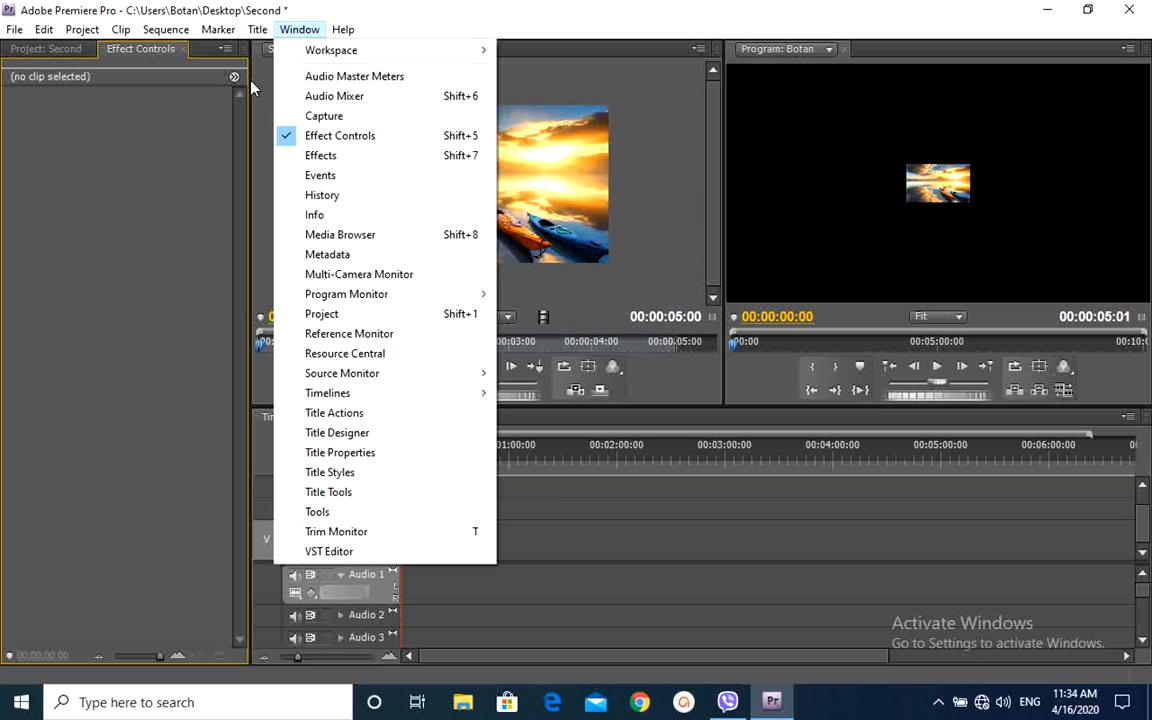 Adobe Premiere Pro - C:\Users\Botan\Desktop\Second *
File Edit Project Clip Sequence Marker Title Window Help
Project: Second Effect Controls
(no clip selected)
Workspace
Audio Master Meters
Audio Mixer Shift+6
Capture
Effect Controls Shift+5
Effects Shift+7
Events
History
Info
Media Browser Shift+8
Metadata
Multi-Camera Monitor
Program Monitor
Project Shift+1
Reference Monitor
Resource Central
Source Monitor
Timelines
Title Actions
Title Designer
Title Properties
Title Styles
Title Tools
Tools
Trim Monitor T
VST Editor
Program: Botan
00:00:05:00
00:00:00:00 Fit 00:00:05:01
00:00:04:00 00:00:05:00
00:00 00:05:00:00
00:02:00:00 00:03:00:00 00:04:00:00 00:05:00:00 00:06:00:00
V
Audio 1
L
R
Audio 2
Audio 3
00:00:00:00
Activate Windows
Go to Settings to activate Windows.
Type here to search
ENG
11:34 AM
4/16/2020